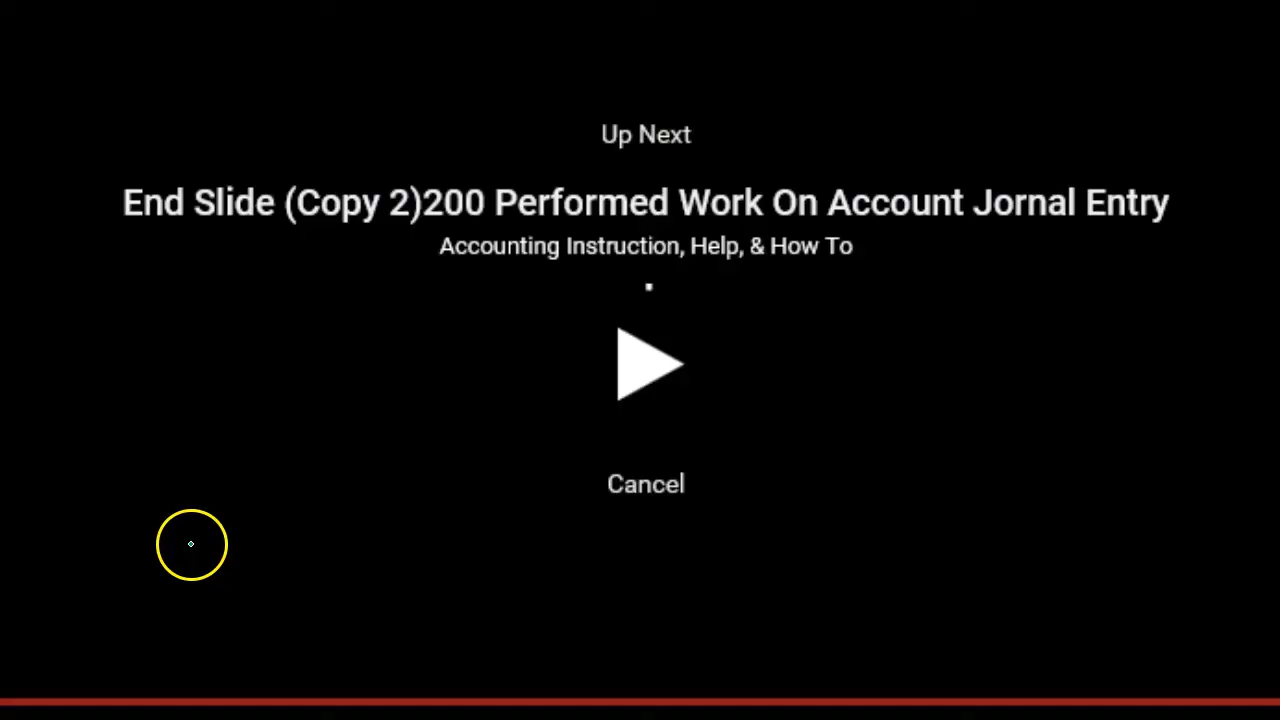 Up Next
End Slide (Copy 2)200 Performed Work On Account Jornal Entry
Accounting Instruction, Help, & How To
Cancel